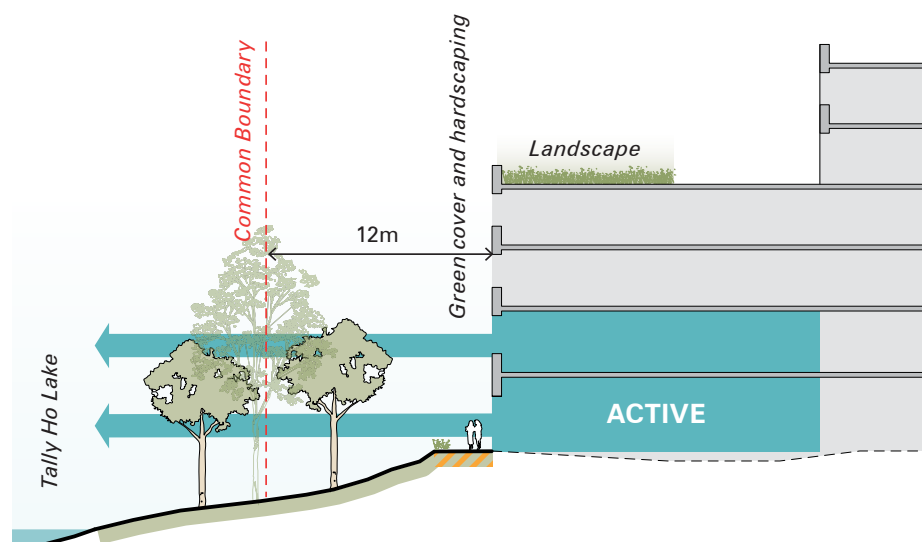 Tally Ho Lake
Common Boundary
12m
Green cover and hardscaping
Landscape
ACTIVE